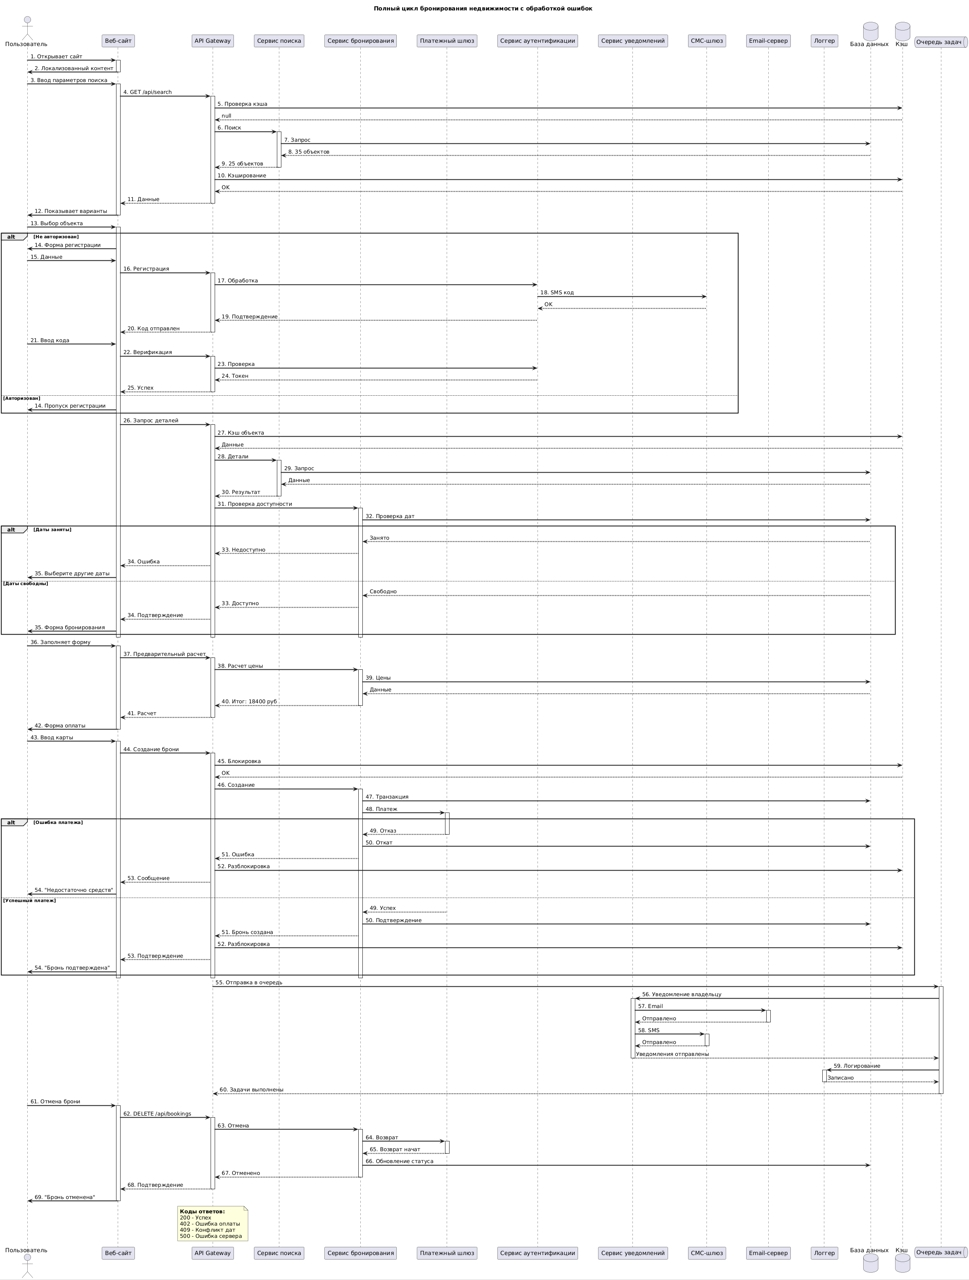 Полный цикл бронирования недвижимости с обработкой ошибок
Пользователь
Веб-сайт
API Gateway
Сервис поиска
Сервис бронирования
Платежный шлюз
Сервис аутентификации
Сервис уведомлений
СМС-шлюз
Email-сервер
Логгер
База данных
Кэш
Очередь задач
1. Открывает сайт
2. Локализованный контент
3. Ввод параметров поиска
4. GET /api/search
5. Проверка кэша
null
6. Поиск
7. Запрос
8. 35 объектов
9. 25 объектов
10. Кэширование
OK
11. Данные
12. Показывает варианты
13. Выбор объекта
alt [Не авторизован]
14. Форма регистрации
15. Данные
16. Регистрация
17. Обработка
18. SMS код
OK
19. Подтверждение
20. Код отправлен
21. Ввод кода
22. Верификация
23. Проверка
24. Токен
25. Успех
[Авторизован]
14. Пропуск регистрации
26. Запрос деталей
27. Кэш объекта
Данные
28. Детали
29. Запрос
Данные
30. Результат
31. Проверка доступности
32. Проверка дат
alt [Даты заняты]
Занято
33. Недоступно
34. Ошибка
35. Выберите другие даты
[Даты свободны]
Свободно
33. Доступно
34. Подтверждение
35. Форма бронирования
36. Заполняет форму
37. Предварительный расчет
38. Расчет цены
39. Цены
Данные
40. Итог: 18400 руб
41. Расчет
42. Форма оплаты
43. Ввод карты
44. Создание брони
45. Блокировка
OK
46. Создание
47. Транзакция
48. Платеж
alt [Ошибка платежа]
49. Отказ
50. Откат
51. Ошибка
52. Разблокировка
53. Сообщение
54. "Недостаточно средств"
[Успешный платеж]
49. Успех
50. Подтверждение
51. Бронь создана
52. Разблокировка
53. Подтверждение
54. "Бронь подтверждена"
55. Отправка в очередь
56. Уведомление владельцу
57. Email
Отправлено
58. SMS
Отправлено
Уведомления отправлены
59. Логирование
Записано
60. Задачи выполнены
61. Отмена брони
62. DELETE /api/bookings
63. Отмена
64. Возврат
65. Возврат начат
66. Обновление статуса
67. Отменено
68. Подтверждение
69. "Бронь отменена"
Коды ответов:
200 - Успех
402 - Ошибка оплаты
409 - Конфликт дат
500 - Ошибка сервера
Пользователь
Веб-сайт
API Gateway
Сервис поиска
Сервис бронирования
Платежный шлюз
Сервис аутентификации
Сервис уведомлений
СМС-шлюз
Email-сервер
Логгер
База данных
Кэш
Очередь задач